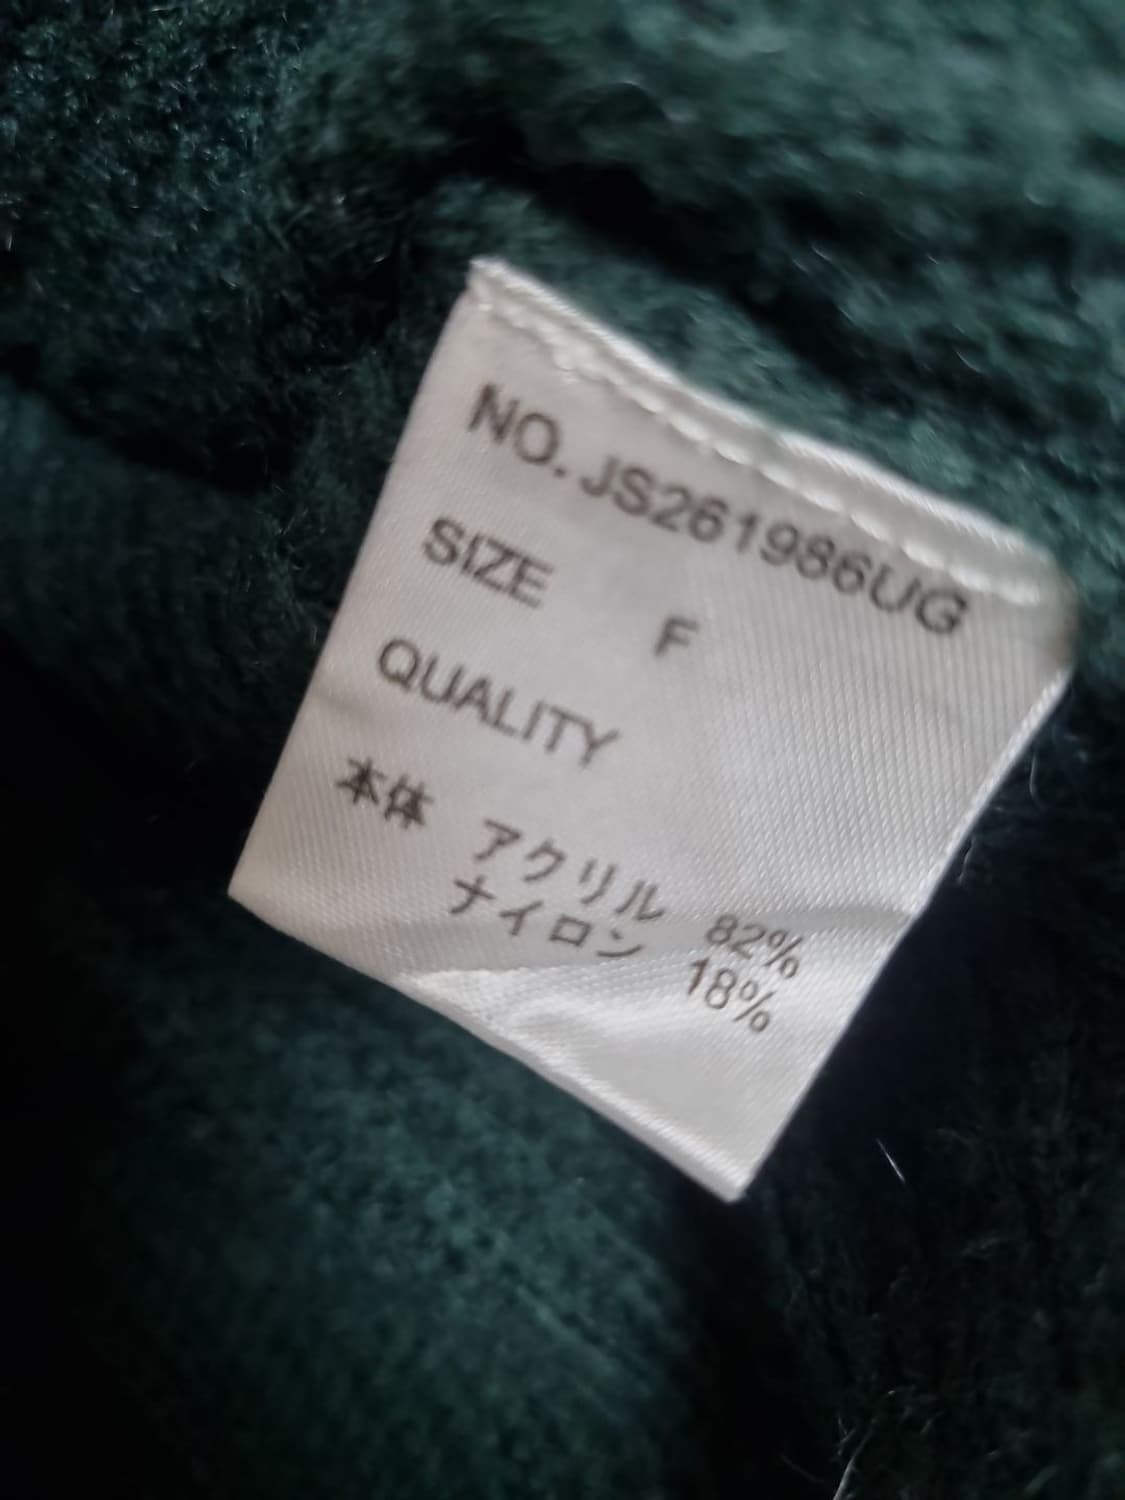 NO. JS261986UG
SIZE F
QUALITY
本体 アクリル 82%
ナイロン 18%